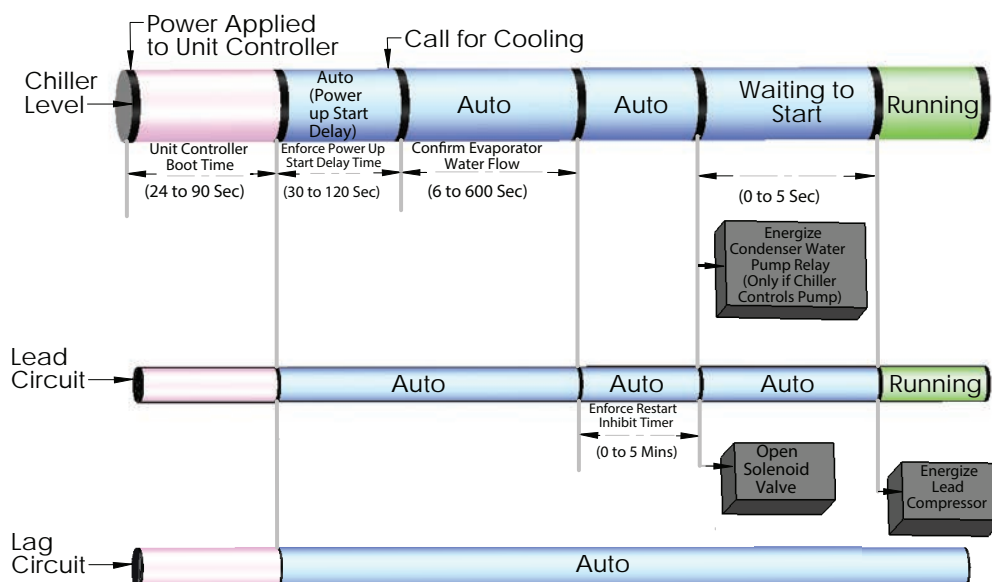 Power Applied
to Unit Controller
Call for Cooling
Chiller
Level
Auto
(Power
up Start
Delay)
Auto
Auto
Waiting to
Start
Running
Unit Controller
Boot Time
(24 to 90 Sec)
Enforce Power Up
Start Delay Time
(30 to 120 Sec)
Confirm Evaporator
Water Flow
(6 to 600 Sec)
(0 to 5 Sec)
Energize
Condenser Water
Pump Relay
(Only if Chiller
Controls Pump)
Lead
Circuit
Auto
Auto
Auto
Running
Enforce Restart
Inhibit Timer
(0 to 5 Mins)
Open
Solenoid
Valve
Energize
Lead
Compressor
Lag
Circuit
Auto